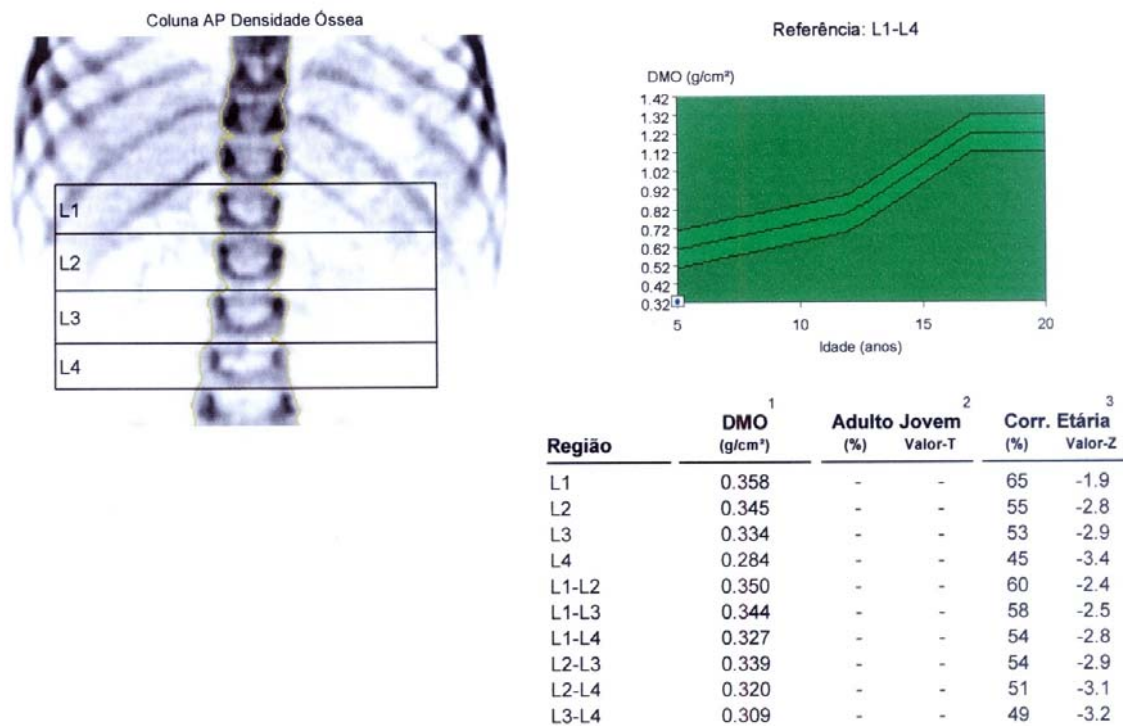 Coluna AP Densidade Óssea
L1
L2
L3
L4
Referência: L1-L4
DMO (g/cm²)
1.42
1.32
1.22
1.12
1.02
0.92
0.82
0.72
0.62
0.52
0.42
0.32
5 10 15 20
Idade (anos)
DMO 1 Adulto Jovem 2 Corr. Etária 3
Região (g/cm²) (%) Valor-T (%) Valor-Z
L1 0.358 - - 65 -1.9
L2 0.345 - - 55 -2.8
L3 0.334 - - 53 -2.9
L4 0.284 - - 45 -3.4
L1-L2 0.350 - - 60 -2.4
L1-L3 0.344 - - 58 -2.5
L1-L4 0.327 - - 54 -2.8
L2-L3 0.339 - - 54 -2.9
L2-L4 0.320 - - 51 -3.1
L3-L4 0.309 - - 49 -3.2